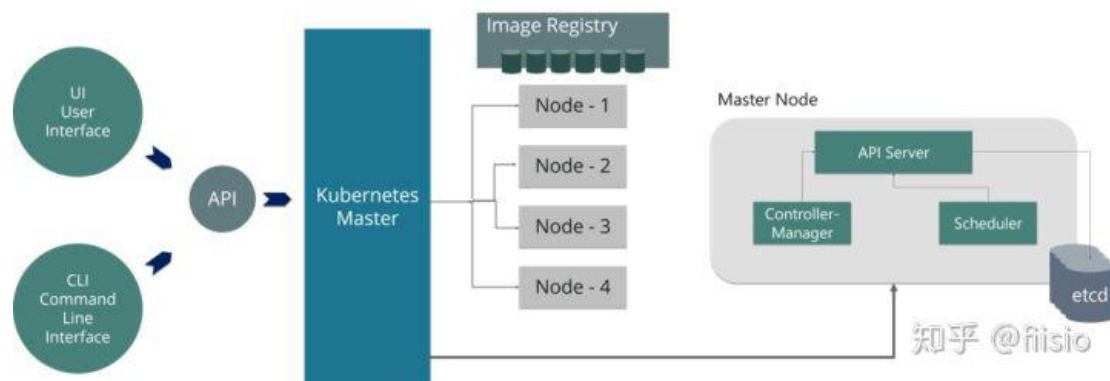 UI
User
Interface
CLI
Command
Line
Interface
API
Kubernetes
Master
Image Registry
Node - 1
Node - 2
Node - 3
Node - 4
Master Node
API Server
Controller-
Manager
Scheduler
etcd
知乎 @fiisio